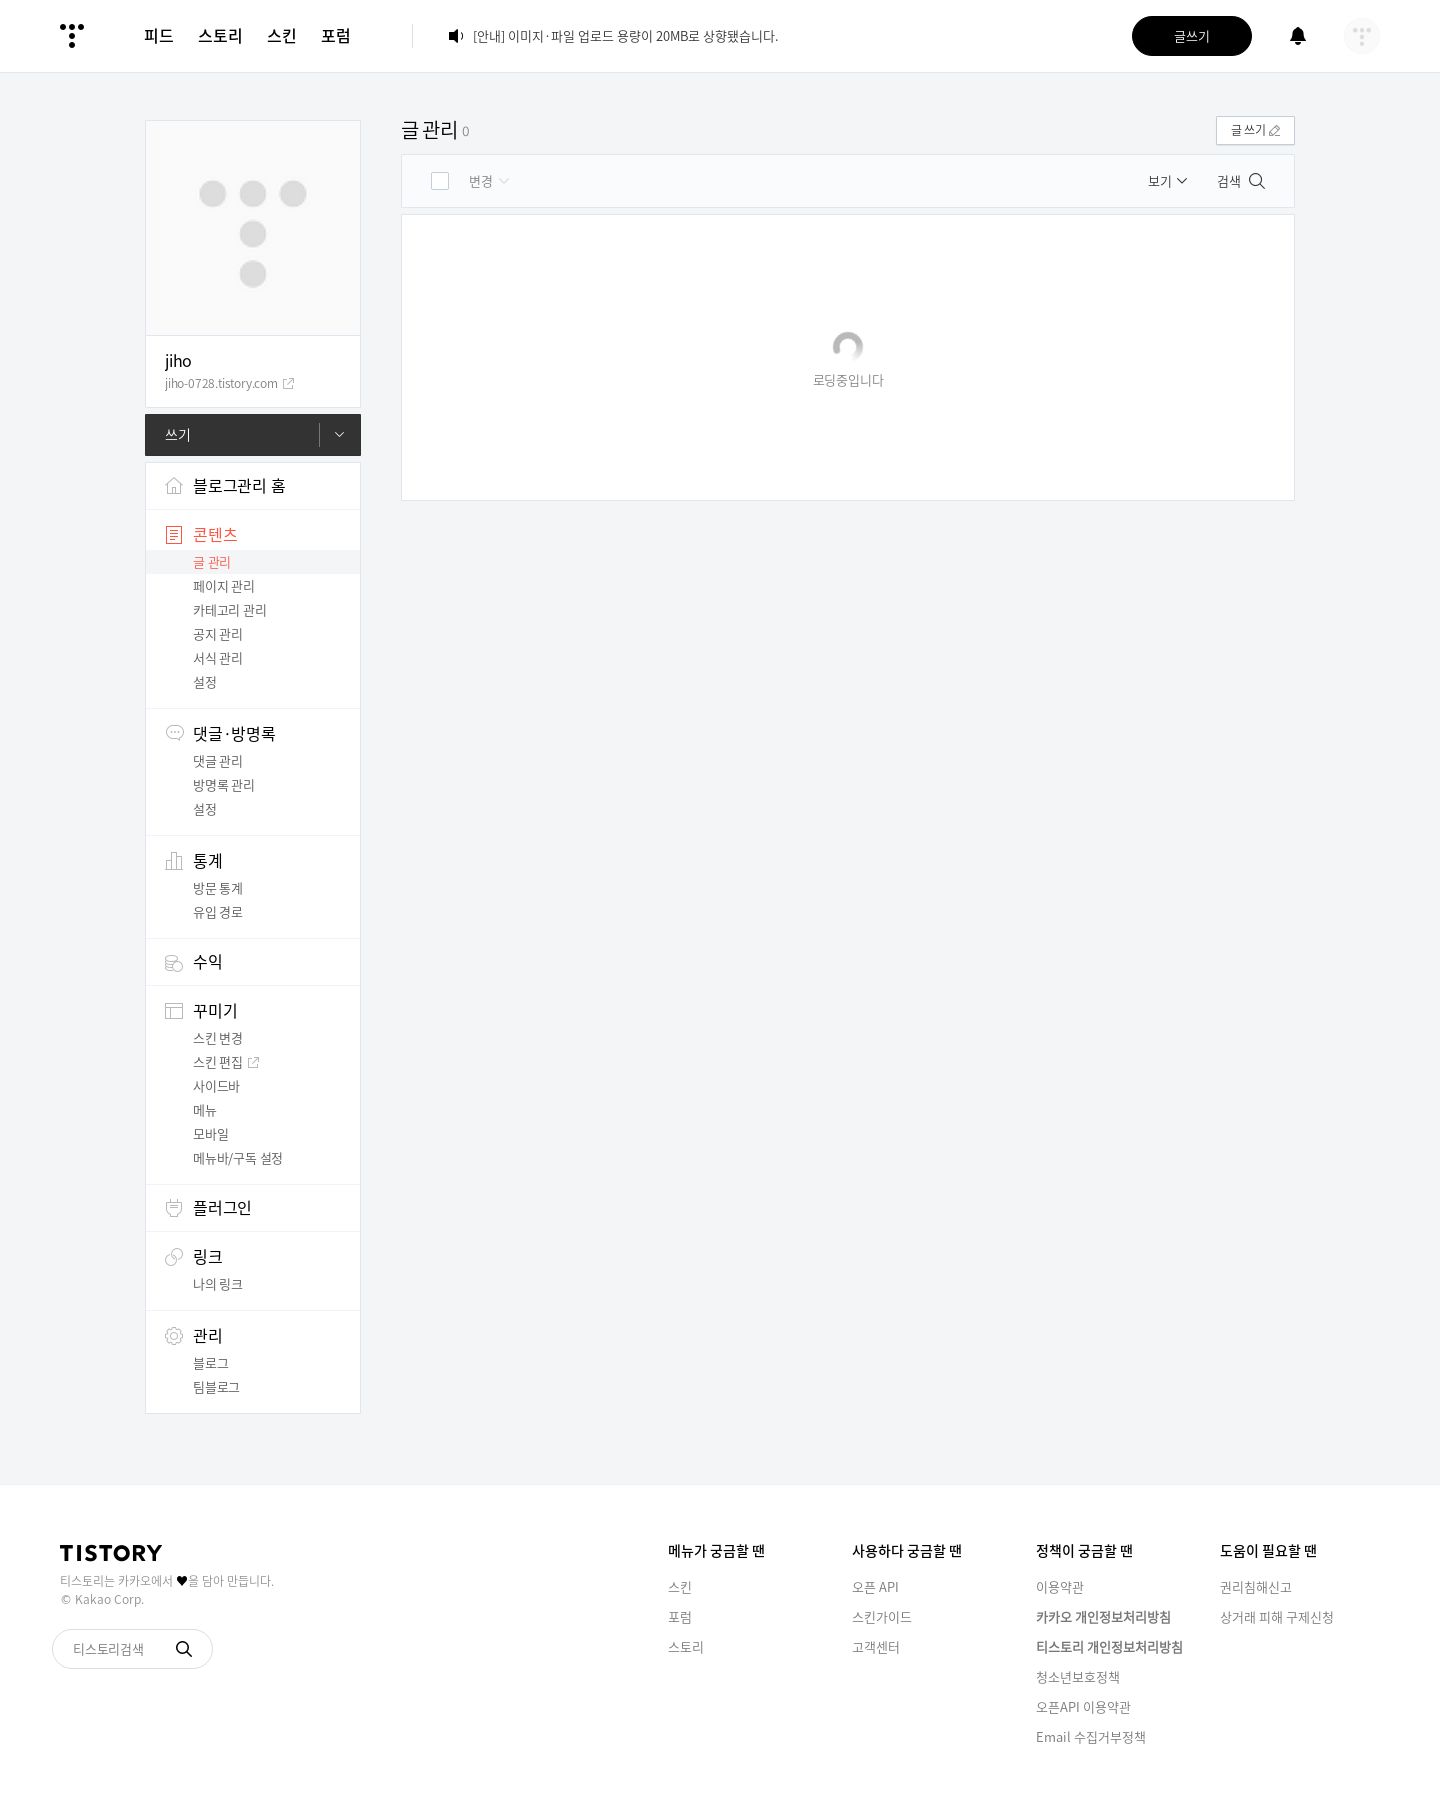 피드 스토리 스킨 포럼
[안내] 이미지·파일 업로드 용량이 20MB로 상향됐습니다.
글쓰기
jiho
jiho-0728.tistory.com
쓰기
블로그관리 홈
콘텐츠
글 관리
페이지 관리
카테고리 관리
공지 관리
서식 관리
설정
댓글·방명록
댓글 관리
방명록 관리
설정
통계
방문 통계
유입 경로
수익
꾸미기
스킨 변경
스킨 편집
사이드바
메뉴
모바일
메뉴바/구독 설정
플러그인
링크
나의 링크
관리
블로그
팀블로그
글 관리 0
글 쓰기
변경
보기
검색
로딩중입니다
TISTORY
티스토리는 카카오에서 ♥을 담아 만듭니다.
© Kakao Corp.
티스토리검색
메뉴가 궁금할 땐
스킨
포럼
스토리
사용하다 궁금할 땐
오픈 API
스킨가이드
고객센터
정책이 궁금할 땐
이용약관
카카오 개인정보처리방침
티스토리 개인정보처리방침
청소년보호정책
오픈API 이용약관
Email 수집거부정책
도움이 필요할 땐
권리침해신고
상거래 피해 구제신청